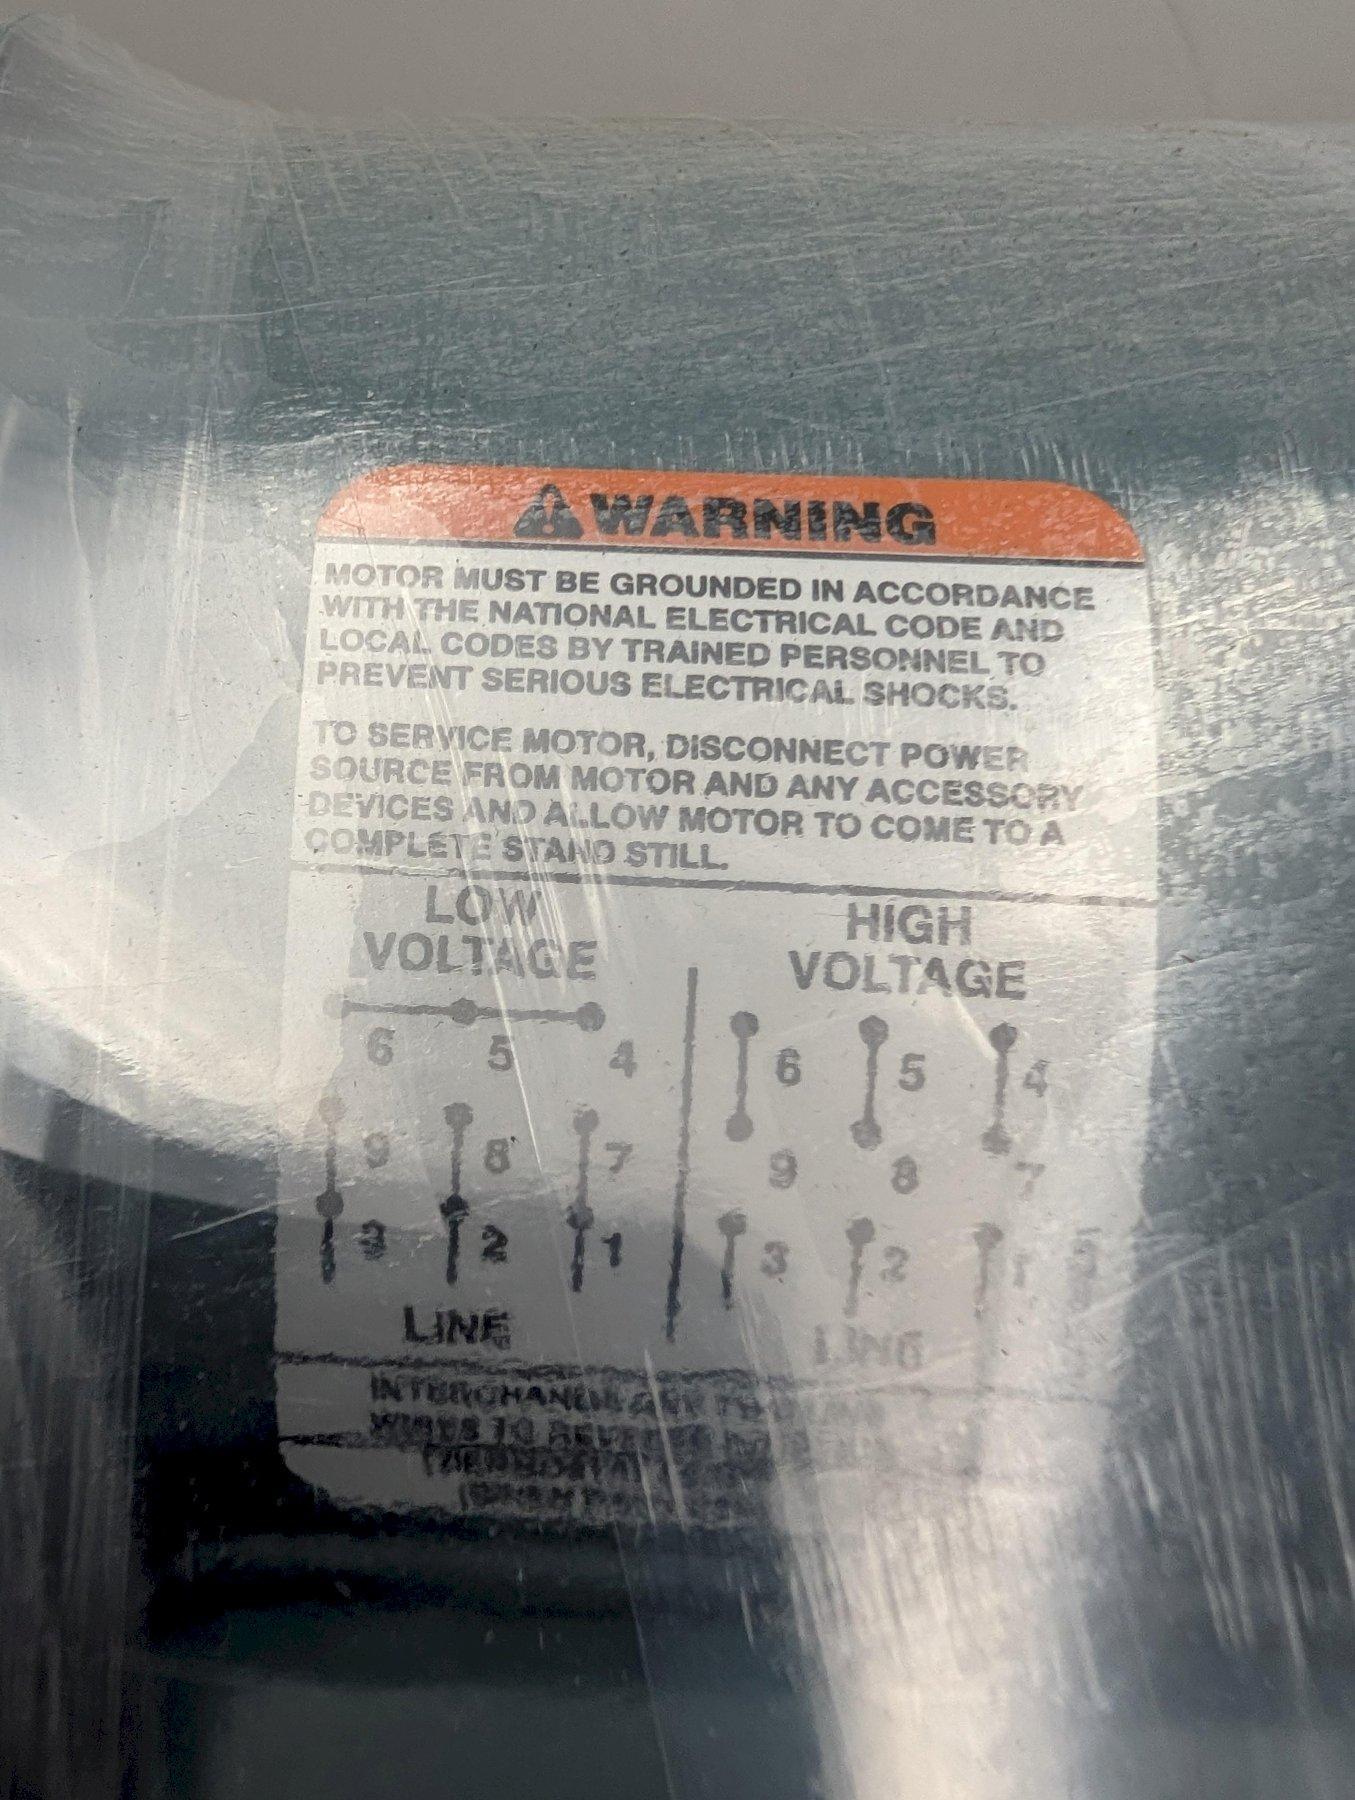 WARNING
MOTOR MUST BE GROUNDED IN ACCORDANCE
WITH THE NATIONAL ELECTRICAL CODE AND
LOCAL CODES BY TRAINED PERSONNEL TO
PREVENT SERIOUS ELECTRICAL SHOCKS.
TO SERVICE MOTOR, DISCONNECT POWER
SOURCE FROM MOTOR AND ANY ACCESSORY
DEVICES AND ALLOW MOTOR TO COME TO A
COMPLETE STAND STILL.
LOW
VOLTAGE
6 5 4
9 8 7
3 2 1
LINE
HIGH
VOLTAGE
6 5 4
9 8 7
3 2 1 5
LINE
WIRES TO